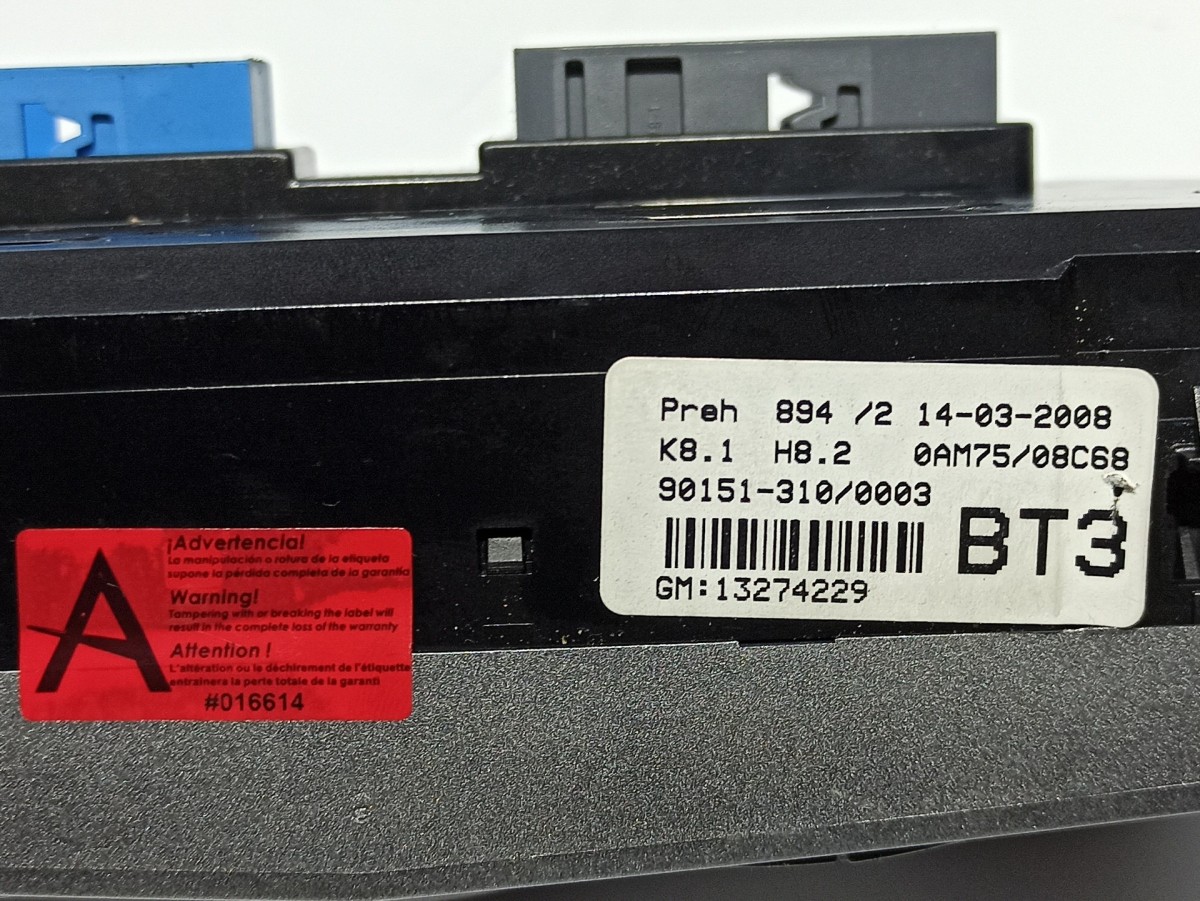 Preh 894 /2 14-03-2008
K8.1 H8.2 0AM75/08C68
90151-310/0003
BT3
GM:13274229
A
¡Advertencia!
La manipulación o rotura de la etiqueta
supone la pérdida completa de la garantía
Warning!
Tampering with or breaking the label will
result in the complete loss of the warranty
Attention !
L'altération ou le déchirement de l'étiquette
entraînera la perte totale de la garanti
#016614